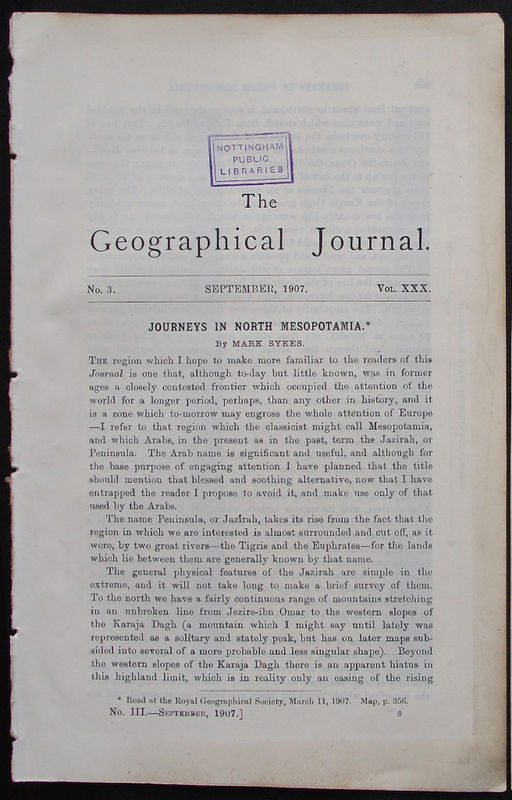 NOTTINGHAM
PUBLIC
LIBRARIES
The
Geographical Journal.
No. 3. SEPTEMBER, 1907. VOL. XXX.
JOURNEYS IN NORTH MESOPOTAMIA.*
By MARK SYKES.
THE region which I hope to make more familiar to the readers of this
Journal is one that, although to-day but little known, was in former
ages a closely contested frontier which occupied the attention of the
world for a longer period, perhaps, than any other in history, and it
is a zone which to-morrow may engross the whole attention of Europe
—I refer to that region which the classicist might call Mesopotamia,
and which Arabs, in the present as in the past, term the Jazirah, or
Peninsula. The Arab name is significant and useful, and although for
the base purpose of engaging attention I have planned that the title
should mention that blessed and soothing alternative, now that I have
entrapped the reader I propose to avoid it, and make use only of that
used by the Arabs.
The name Peninsula, or Jazîrah, takes its rise from the fact that the
region in which we are interested is almost surrounded and cut off, as it
were, by two great rivers—the Tigris and the Euphrates—for the lands
which lie between them are generally known by that name.
The general physical features of the Jazirah are simple in the
extreme, and it will not take long to make a brief survey of them.
To the north we have a fairly continuous range of mountains stretching
in an unbroken line from Jezire-ibn Omar to the western slopes of
the Karaja Dagh (a mountain which I might say until lately was
represented as a solitary and stately peak, but has on later maps sub-
sided into several of a more probable and less singular shape). Beyond
the western slopes of the Karaja Dagh there is an apparent hiatus in
this highland limit, which is in reality only an easing of the rising
* Read at the Royal Geographical Society, March 11, 1907. Map, p. 356.
No. III.—SEPTEMBER, 1907.] s